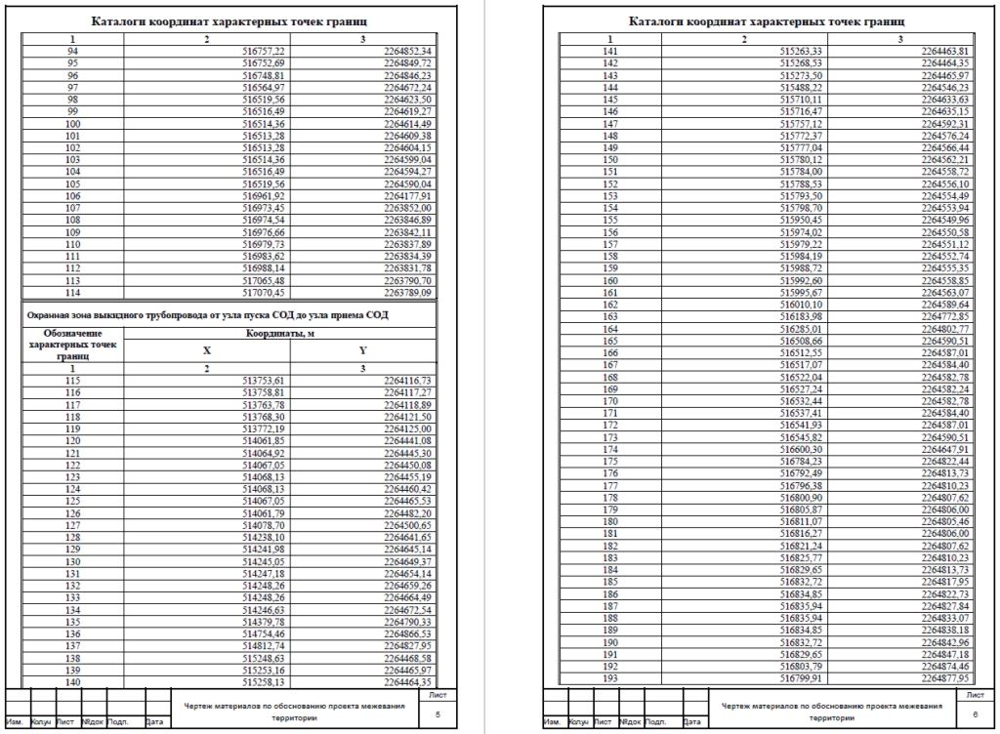 Каталоги координат характерных точек границ
1 2 3
94 516757,22 2264852,34
95 516752,69 2264849,72
96 516748,81 2264846,23
97 516564,97 2264672,24
98 516519,56 2264623,50
99 516516,49 2264619,27
100 516514,36 2264614,49
101 516513,28 2264609,38
102 516513,28 2264604,15
103 516514,36 2264599,04
104 516516,49 2264594,27
105 516519,56 2264590,04
106 516961,92 2264177,91
107 516973,45 2263852,00
108 516974,54 2263846,89
109 516976,66 2263842,11
110 516979,73 2263837,89
111 516983,62 2263834,39
112 516988,14 2263831,78
113 517065,48 2263790,70
114 517070,45 2263789,09
Охранная зона выкидного трубопровода от узла пуска СОД до узла приема СОД
Обозначение характерных точек границ
Координаты, м
X Y
1 2 3
115 513753,61 2264116,73
116 513758,81 2264117,27
117 513763,78 2264118,89
118 513768,30 2264121,50
119 513772,19 2264125,00
120 514061,85 2264441,08
121 514064,92 2264445,30
122 514067,05 2264450,08
123 514068,13 2264455,19
124 514068,13 2264460,42
125 514067,05 2264465,53
126 514061,79 2264482,20
127 514078,70 2264500,65
128 514238,10 2264641,65
129 514241,98 2264645,14
130 514245,05 2264649,37
131 514247,18 2264654,14
132 514248,26 2264659,26
133 514248,26 2264664,49
134 514246,63 2264672,54
135 514379,78 2264790,33
136 514754,46 2264866,53
137 514812,74 2264827,95
138 515248,63 2264468,58
139 515253,16 2264465,97
140 515258,13 2264464,35
Изм. Колуч Лист №док Подп. Дата
Чертеж материалов по обоснованию проекта межевания
территории
Лист
5
Каталоги координат характерных точек границ
1 2 3
141 515263,33 2264463,81
142 515268,53 2264464,35
143 515273,50 2264465,97
144 515488,22 2264546,23
145 515710,11 2264633,63
146 515716,47 2264635,15
147 515757,12 2264592,31
148 515772,37 2264576,24
149 515777,04 2264566,44
150 515780,12 2264562,21
151 515784,00 2264558,72
152 515788,53 2264556,10
153 515793,50 2264554,49
154 515798,70 2264553,94
155 515950,45 2264549,96
156 515974,02 2264550,58
157 515979,22 2264551,12
158 515984,19 2264552,74
159 515988,72 2264555,35
160 515992,60 2264558,85
161 515995,67 2264563,07
162 516010,10 2264589,64
163 516183,98 2264772,85
164 516285,01 2264802,77
165 516508,66 2264590,51
166 516512,55 2264587,01
167 516517,07 2264584,40
168 516522,04 2264582,78
169 516527,24 2264582,24
170 516532,44 2264582,78
171 516537,41 2264584,40
172 516541,93 2264587,01
173 516545,82 2264590,51
174 516600,30 2264647,91
175 516784,23 2264822,44
176 516792,49 2264813,73
177 516796,38 2264810,23
178 516800,90 2264807,62
179 516805,87 2264806,00
180 516811,07 2264805,46
181 516816,27 2264806,00
182 516821,24 2264807,62
183 516825,77 2264810,23
184 516829,65 2264813,73
185 516832,72 2264817,95
186 516834,85 2264822,73
187 516835,94 2264827,84
188 516835,94 2264833,07
189 516834,85 2264838,18
190 516832,72 2264842,96
191 516829,65 2264847,18
192 516803,79 2264874,46
193 516799,91 2264877,95
Изм. Колуч Лист №док Подп. Дата
Чертеж материалов по обоснованию проекта межевания
территории
Лист
6